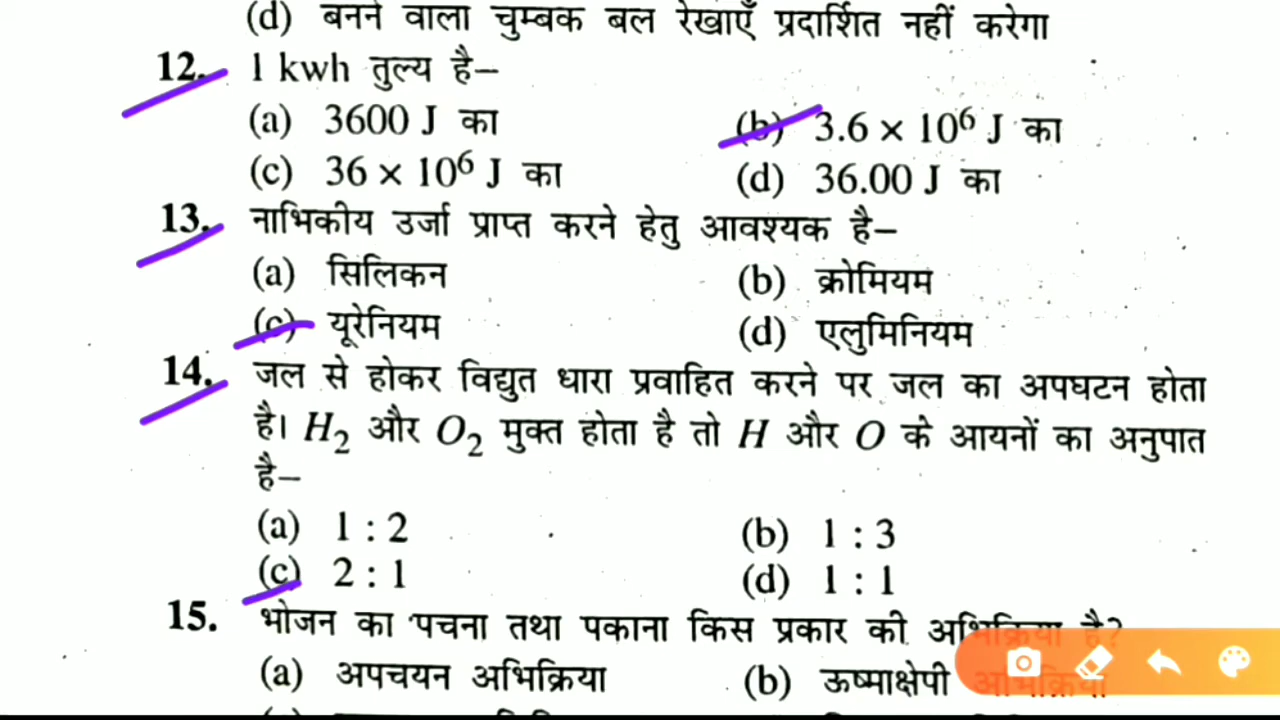 (d) बनने वाला चुम्बक बल रेखाएँ प्रदार्शित नहीं करेगा
12. 1 kwh तुल्य है–
(a) 3600 J का (b) 3.6 × 10⁶ J का
(c) 36 × 10⁶ J का (d) 36.00 J का
13. नाभिकीय उर्जा प्राप्त करने हेतु आवश्यक है–
(a) सिलिकन (b) क्रोमियम
(c) यूरेनियम (d) एलुमिनियम
14. जल से होकर विद्युत धारा प्रवाहित करने पर जल का अपघटन होता
है। H₂ और O₂ मुक्त होता है तो H और O के आयनों का अनुपात
है–
(a) 1 : 2 (b) 1 : 3
(c) 2 : 1 (d) 1 : 1
15. भोजन का पचना तथा पकाना किस प्रकार की अभिक्रिया है?
(a) अपचयन अभिक्रिया (b) ऊष्माक्षेपी अभिक्रिया